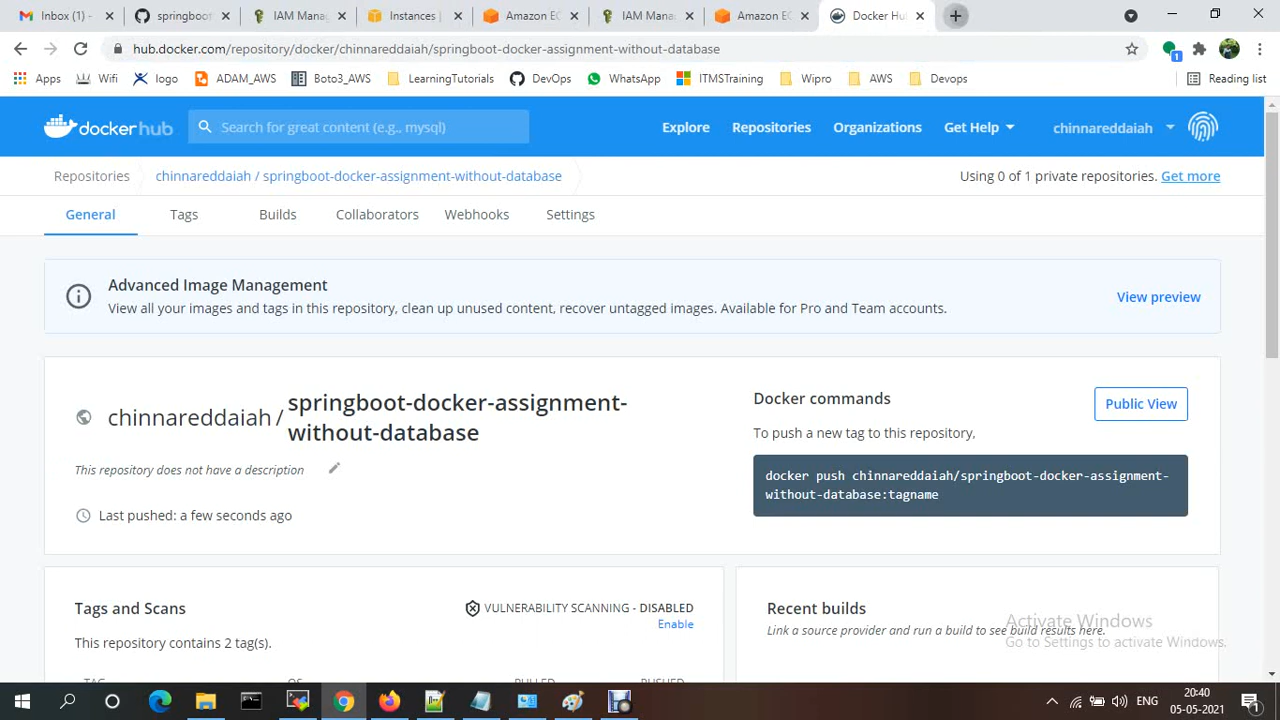 Inbox (1) -
springboot
IAM Mana
Instances |
Amazon EC
IAM Mana
Amazon EC
Docker Hu
hub.docker.com/repository/docker/chinnareddaiah/springboot-docker-assignment-without-database
1
Apps
Wifi
logo
ADAM_AWS
Boto3_AWS
LearningTutorials
DevOps
WhatsApp
ITMSTraining
Wipro
AWS
Devops
Reading list
dockerhub
Search for great content (e.g., mysql)
Explore
Repositories
Organizations
Get Help
chinnareddaiah
Repositories
chinnareddaiah / springboot-docker-assignment-without-database
Using 0 of 1 private repositories. Get more
General
Tags
Builds
Collaborators
Webhooks
Settings
Advanced Image Management
View all your images and tags in this repository, clean up unused content, recover untagged images. Available for Pro and Team accounts.
View preview
chinnareddaiah / springboot-docker-assignment-
without-database
This repository does not have a description
Last pushed: a few seconds ago
Docker commands
Public View
To push a new tag to this repository,
docker push chinnareddaiah/springboot-docker-assignment-
without-database:tagname
Tags and Scans
VULNERABILITY SCANNING - DISABLED
Enable
This repository contains 2 tag(s).
TAG
OS
PULLED
PUSHED
Recent builds
Link a source provider and run a build to see build results here.
Activate Windows
Go to Settings to activate Windows.
ENG
20:40
05-05-2021
1